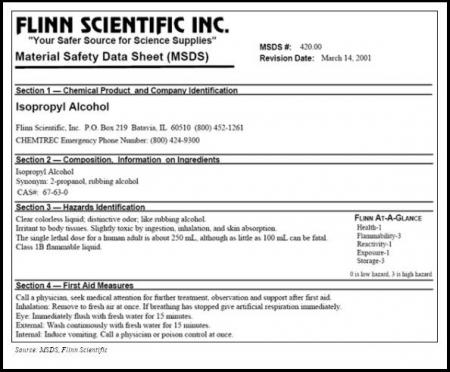 FLINN SCIENTIFIC INC.
"Your Safer Source for Science Supplies"
Material Safety Data Sheet (MSDS)
MSDS #: 420.00
Revision Date: March 14, 2001
Section 1 — Chemical Product and Company Identification
Isopropyl Alcohol
Flinn Scientific, Inc. P.O. Box 219 Batavia, IL 60510 (800) 452-1261
CHEMTREC Emergency Phone Number: (800) 424-9300
Section 2 — Composition, Information on Ingredients
Isopropyl Alcohol
Synonym: 2-propanol, rubbing alcohol
CAS#: 67-63-0
Section 3 — Hazards Identification
Clear colorless liquid; distinctive odor; like rubbing alcohol.
Irritant to body tissues. Slightly toxic by ingestion, inhalation, and skin absorption.
The single lethal dose for a human adult is about 250 mL, although as little as 100 mL can be fatal.
Class 1B flammable liquid.
FLINN AT-A-GLANCE
Health-1
Flammability-3
Reactivity-1
Exposure-1
Storage-3
0 is low hazard, 3 is high hazard
Section 4 — First Aid Measures
Call a physician, seek medical attention for further treatment, observation and support after first aid.
Inhalation: Remove to fresh air at once. If breathing has stopped give artificial respiration immediately.
Eye: Immediately flush with fresh water for 15 minutes.
External: Wash continuously with fresh water for 15 minutes.
Internal: Induce vomiting. Call a physician or poison control at once.
Source: MSDS, Flinn Scientific